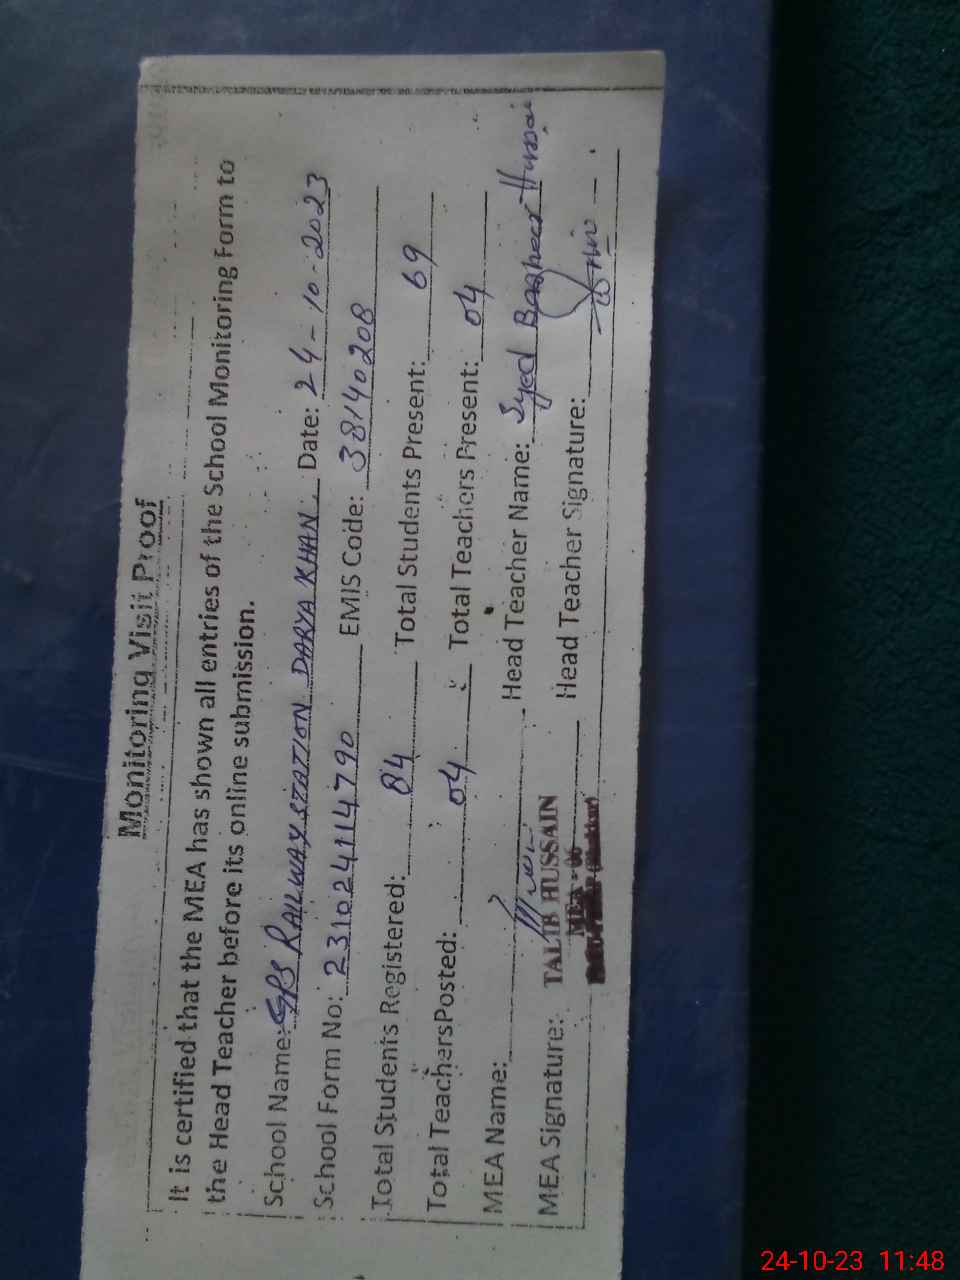 Monitoring Visit Proof
It is certified that the MEA has shown all entries of the School Monitoring Form to
the Head Teacher before its online submission.
School Name: GPS RAILWAY STATION DARYA KHAN. Date: 24-10-2023
School Form No: 231024114790 EMIS Code: 38140208
Total Students Registered: 84 Total Students Present: 69
Total TeachersPosted: 04 Total Teachers Present: 04
MEA Name: Head Teacher Name: Syed Hussai
MEA Signature: TALIB HUSSAIN Head Teacher Signature:
MEA-06
24-10-23 11:48